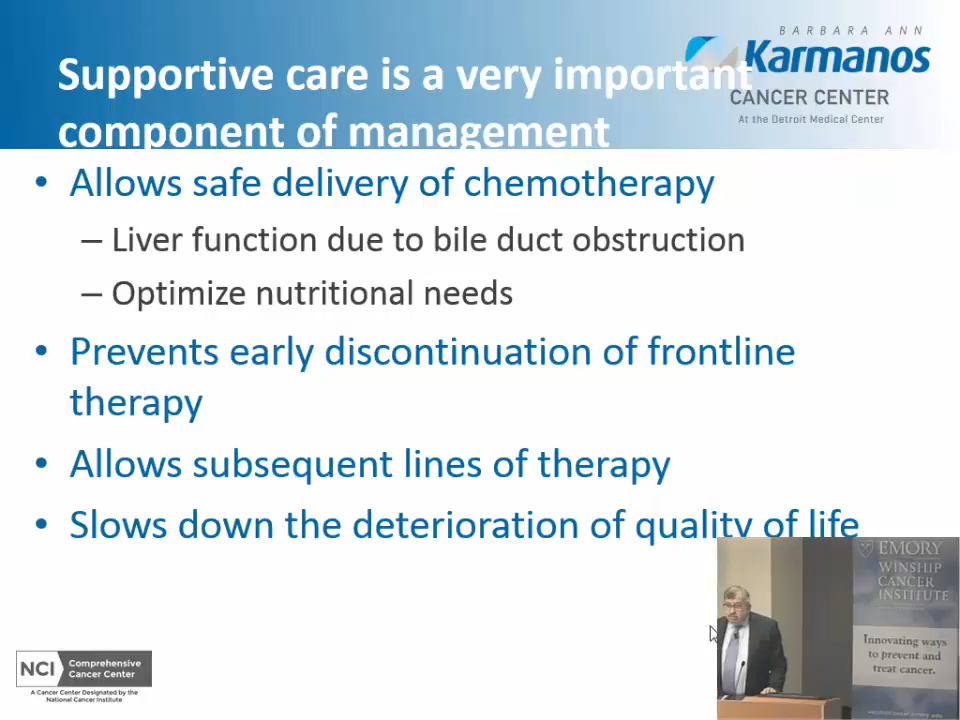 BARBARA ANN
Karmanos
CANCER CENTER
At the Detroit Medical Center
Supportive care is a very important
component of management
• Allows safe delivery of chemotherapy
– Liver function due to bile duct obstruction
– Optimize nutritional needs
• Prevents early discontinuation of frontline
therapy
• Allows subsequent lines of therapy
• Slows down the deterioration of quality of life
NCI
Comprehensive
Cancer Center
A Cancer Center Designated by the
National Cancer Institute
EMORY
WINSHIP
CANCER
INSTITUTE
Innovating ways
to prevent and
treat cancer.